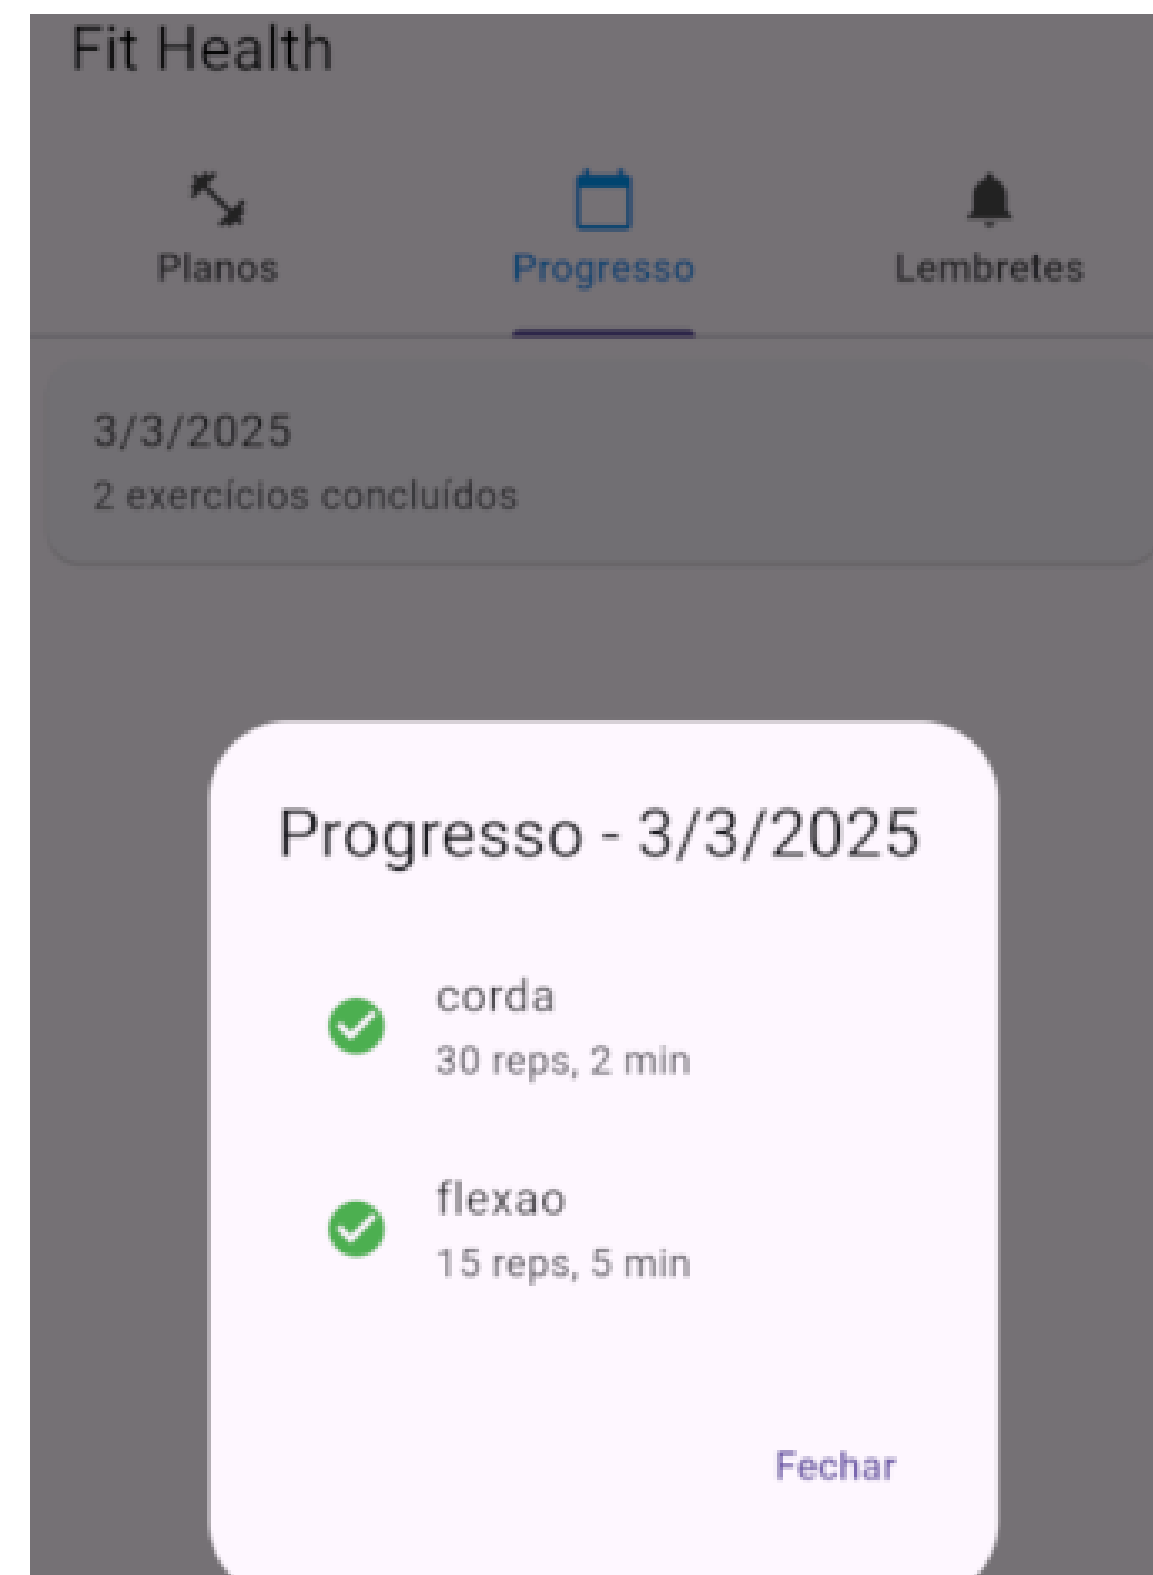 Fit Health
Planos
Progresso
Lembretes
3/3/2025
2 exercícios concluídos
Progresso - 3/3/2025
corda
30 reps, 2 min
flexao
15 reps, 5 min
Fechar